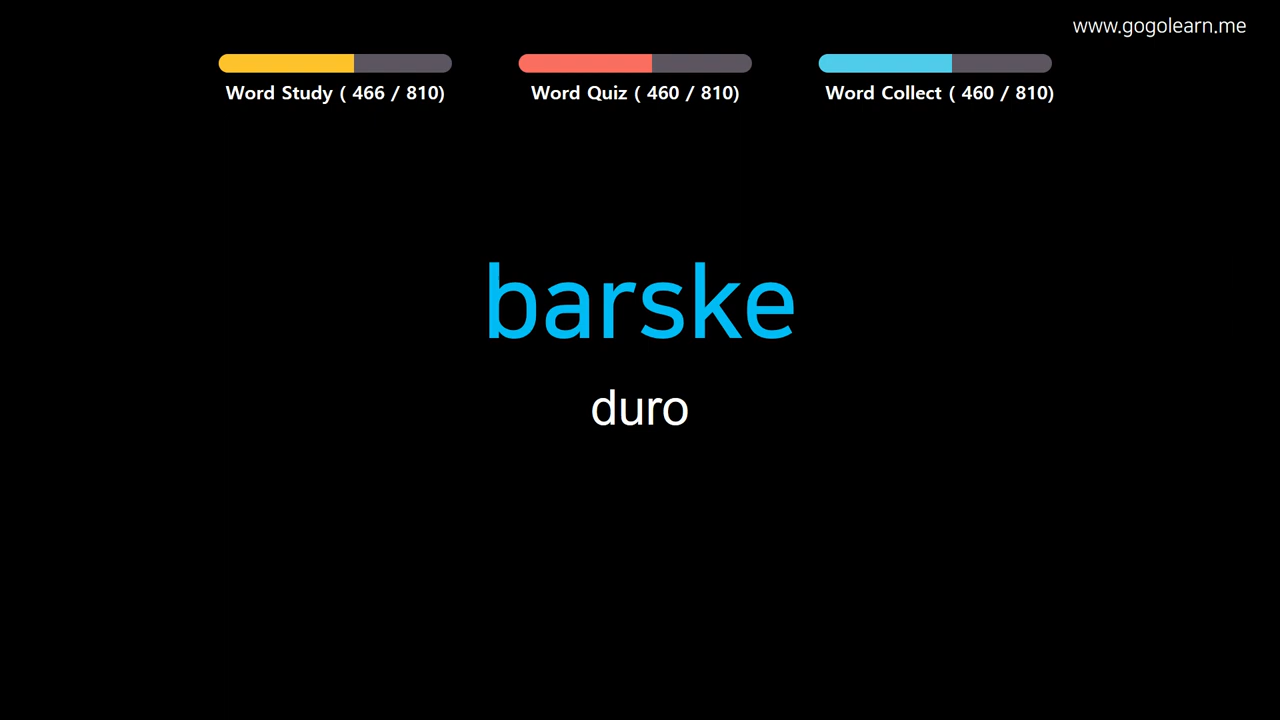 www.gogolearn.me
Word Study ( 466 / 810)
Word Quiz ( 460 / 810)
Word Collect ( 460 / 810)
barske
duro